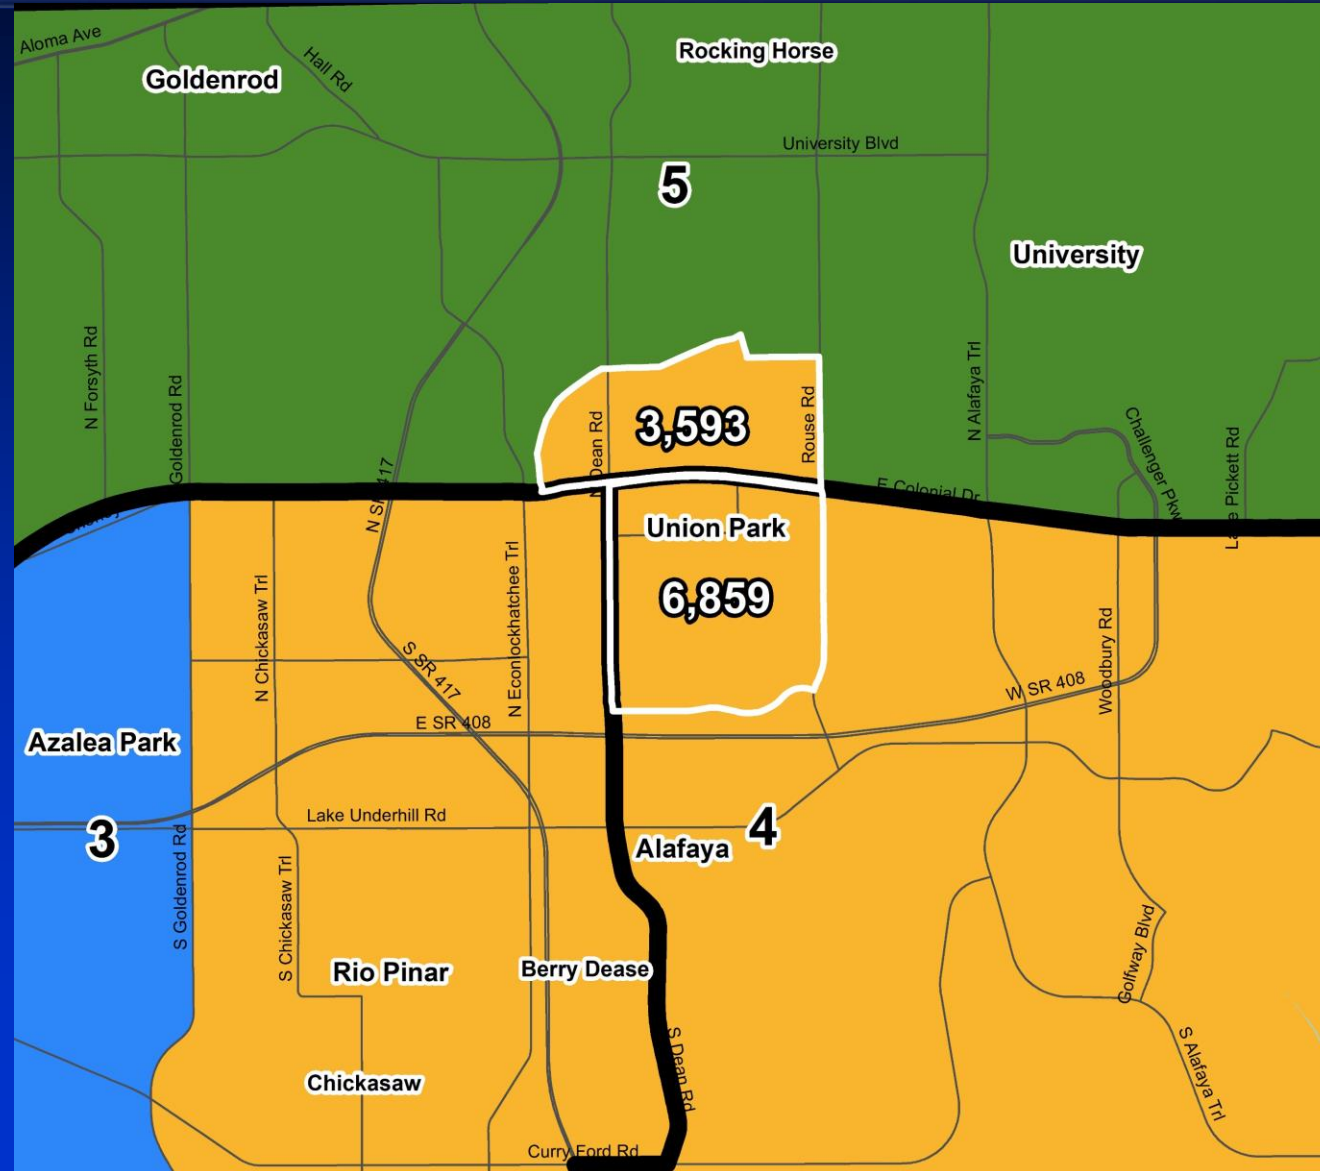 Aloma Ave
Goldenrod
Hall Rd
Rocking Horse
University Blvd
5
University
N Forsyth Rd
Goldenrod Rd
N SR 417
N Dean Rd
3,593
Rouse Rd
N Alafaya Trl
Challenger Pkw
E Colonial Dr
Pickett Rd
Union Park
6,859
N Chickasaw Trl
S SR 417
N Econlockhatchee Trl
E SR 408
W SR 408
Woodbury Rd
Azalea Park
3
Lake Underhill Rd
4
Alafaya
S Goldenrod Rd
S Chickasaw Trl
Rio Pinar
Berry Dease
Golfway Blvd
S Dean Rd
S Alafaya Trl
Chickasaw
Curry Ford Rd